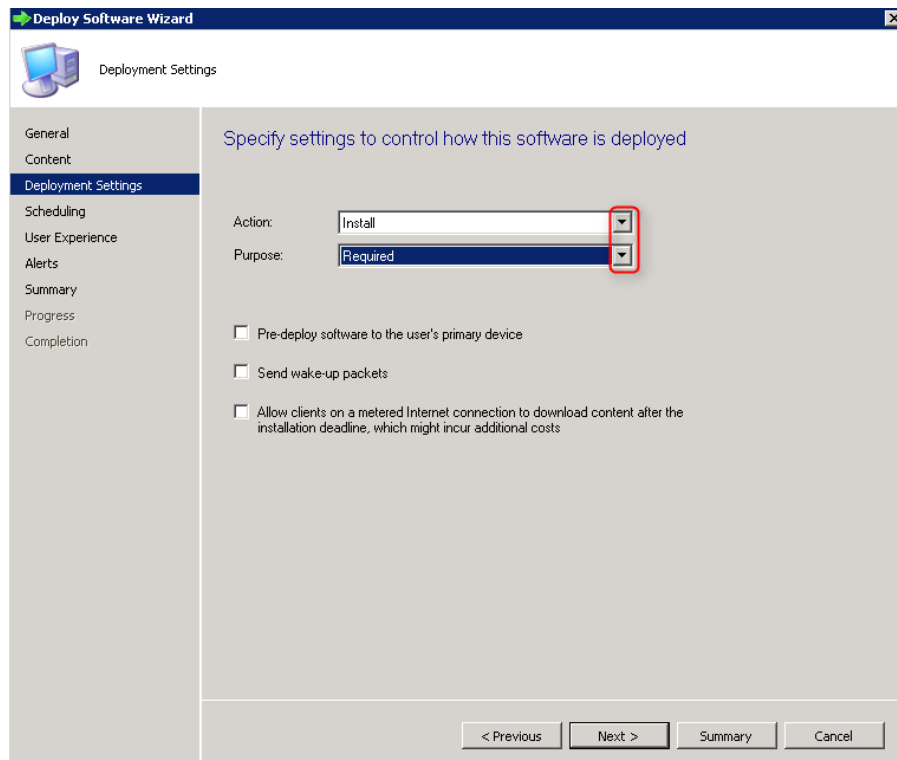 Deploy Software Wizard
Deployment Settings
General
Content
Deployment Settings
Scheduling
User Experience
Alerts
Summary
Progress
Completion
Specify settings to control how this software is deployed
Action: Install
Purpose: Required
Pre-deploy software to the user's primary device
Send wake-up packets
Allow clients on a metered Internet connection to download content after the
installation deadline, which might incur additional costs
< Previous Next > Summary Cancel